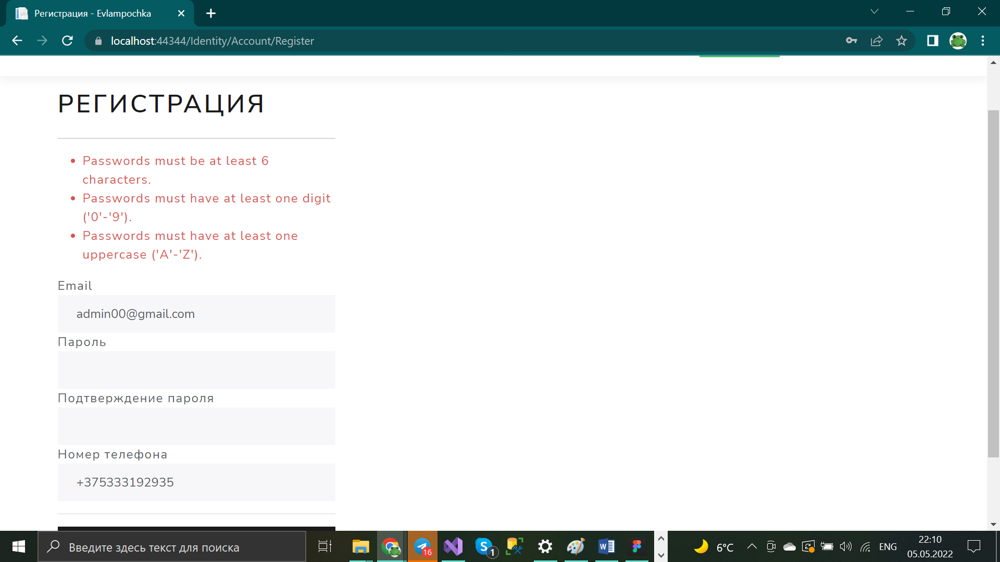 Регистрация - Evlampochka
localhost:44344/Identity/Account/Register
РЕГИСТРАЦИЯ
Passwords must be at least 6
characters.
Passwords must have at least one digit
('0'-'9').
Passwords must have at least one
uppercase ('A'-'Z').
Email
admin00@gmail.com
Пароль
Подтверждение пароля
Номер телефона
+375333192935
Введите здесь текст для поиска
16
1
6°C
ENG
22:10
05.05.2022